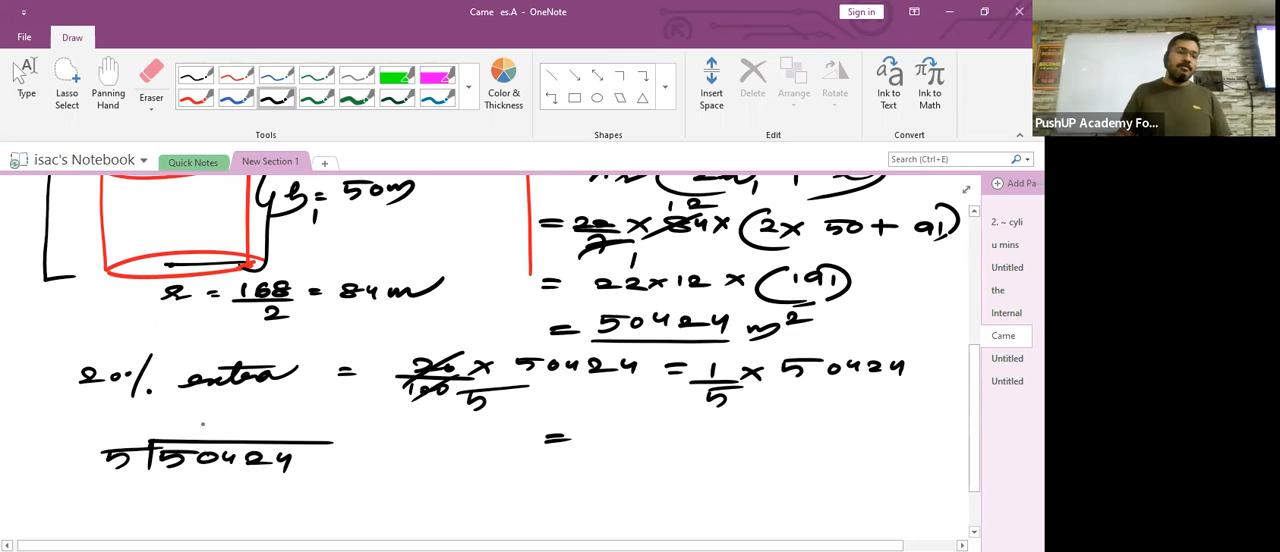 Came es.A - OneNote
Sign in
File
Draw
Type
Lasso Select
Panning Hand
Eraser
Color & Thickness
Insert Space
Delete
Arrange
Rotate
Ink to Text
Ink to Math
Tools
Shapes
Edit
Convert
PushUP Academy Fo...
isac's Notebook
Quick Notes
New Section 1
Search (Ctrl+E)
Add Pa
2. ~ cyli
u mins
Untitled
the
Internal
Came
Untitled
Untitled
h₁ = 50m
= 22/7 × 84 × (2 × 50 + 91)
12
1
r = 168/2 = 84m
= 22×12 × (191)
= 50424 m²
20% extra = 20/100 × 50424 = 1/5 × 50424
5
5 50424
=